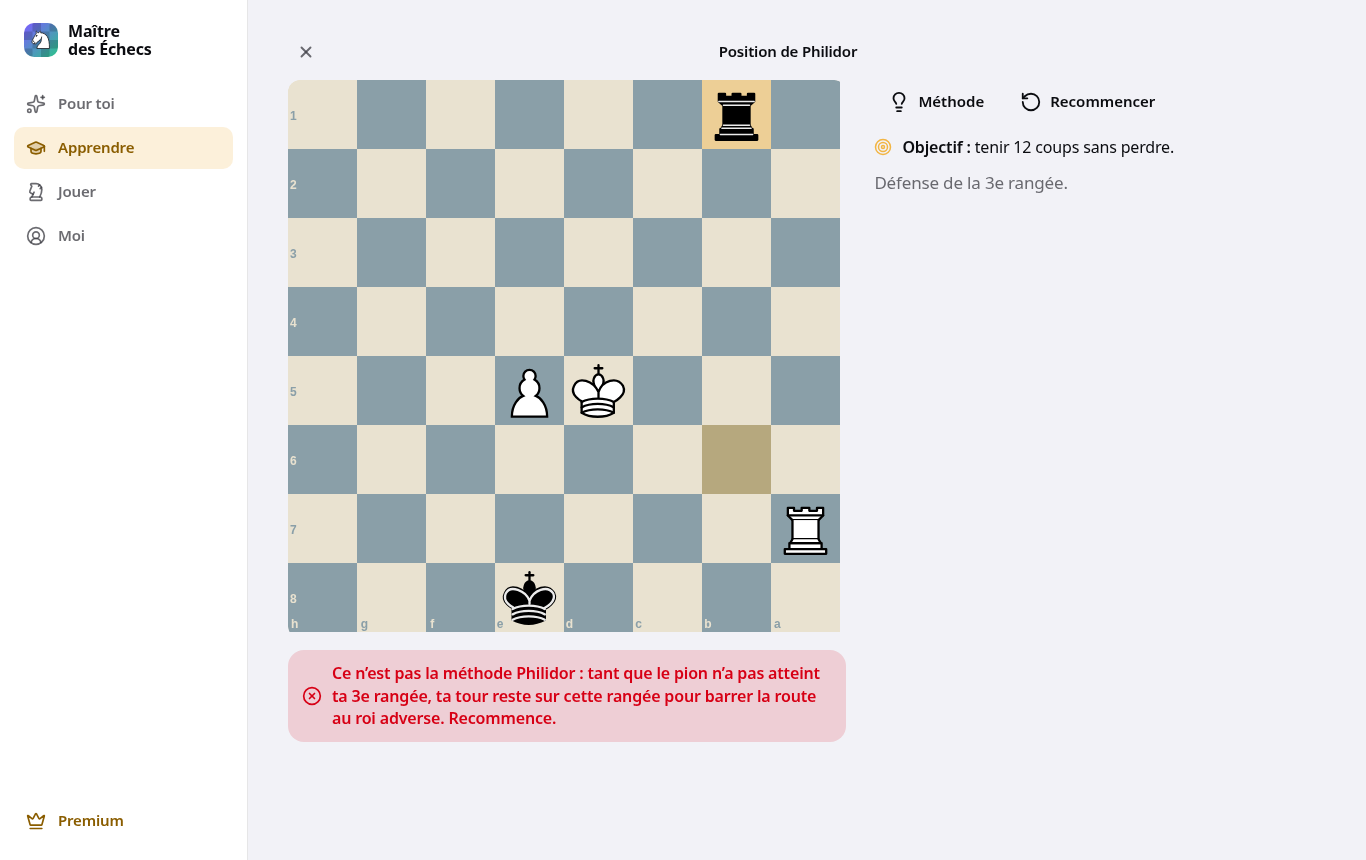 Maître
des Échecs
Pour toi
Apprendre
Jouer
Moi
Premium
Position de Philidor
1
2
3
4
5
6
7
8
h
g
f
e
d
c
b
a
Méthode
Recommencer
Objectif : tenir 12 coups sans perdre.
Défense de la 3e rangée.
Ce n’est pas la méthode Philidor : tant que le pion n’a pas atteint
ta 3e rangée, ta tour reste sur cette rangée pour barrer la route
au roi adverse. Recommence.